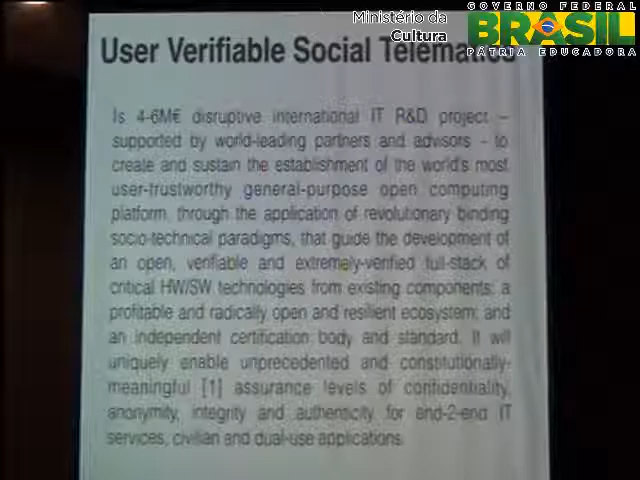 GOVERNO FEDERAL
Ministério da
Cultura
BRASIL
PÁTRIA EDUCADORA
User Verifiable Social Telematics
Is 4-6M€ disruptive international IT R&D project –
supported by world-leading partners and advisors - to
create and sustain the establishment of the world's most
user-trustworthy general-purpose open computing
platform, through the application of revolutionary binding
socio-technical paradigms, that guide the development of
an open, verifiable and extremely-verified full-stack of
critical HW/SW technologies from existing components; a
profitable and radically open and resilient ecosystem; and
an independent certification body and standard. It will
uniquely enable unprecedented and constitutionally-
meaningful [1] assurance levels of confidentiality,
anonymity, integrity and authenticity for end-2-end IT
services, civilian and dual-use applications.